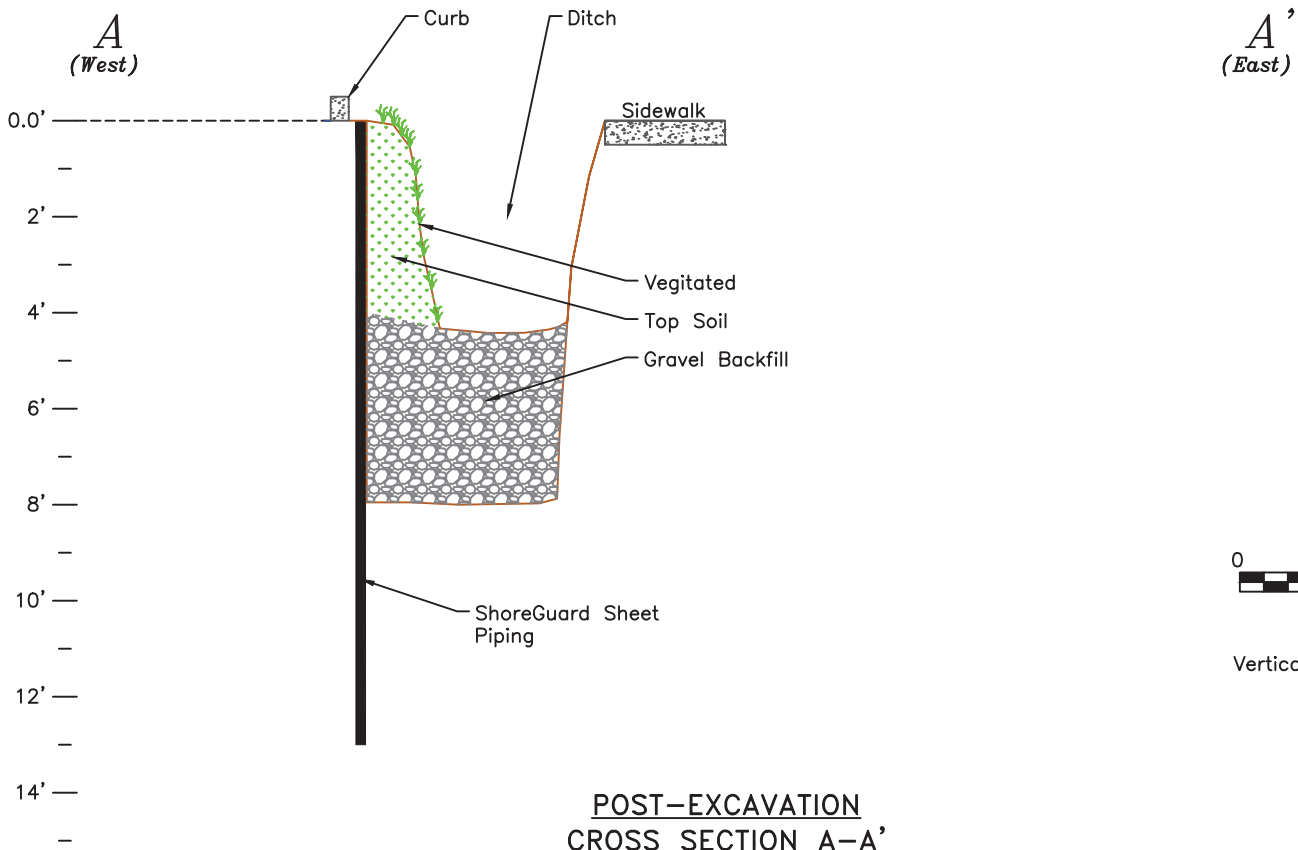 A
(West)
Curb
Ditch
A'
(East)
0.0'
Sidewalk
2'
Vegitated
4'
Top Soil
Gravel Backfill
6'
8'
0
10'
ShoreGuard Sheet
Piping
12'
14'
POST-EXCAVATION
CROSS SECTION A-A'